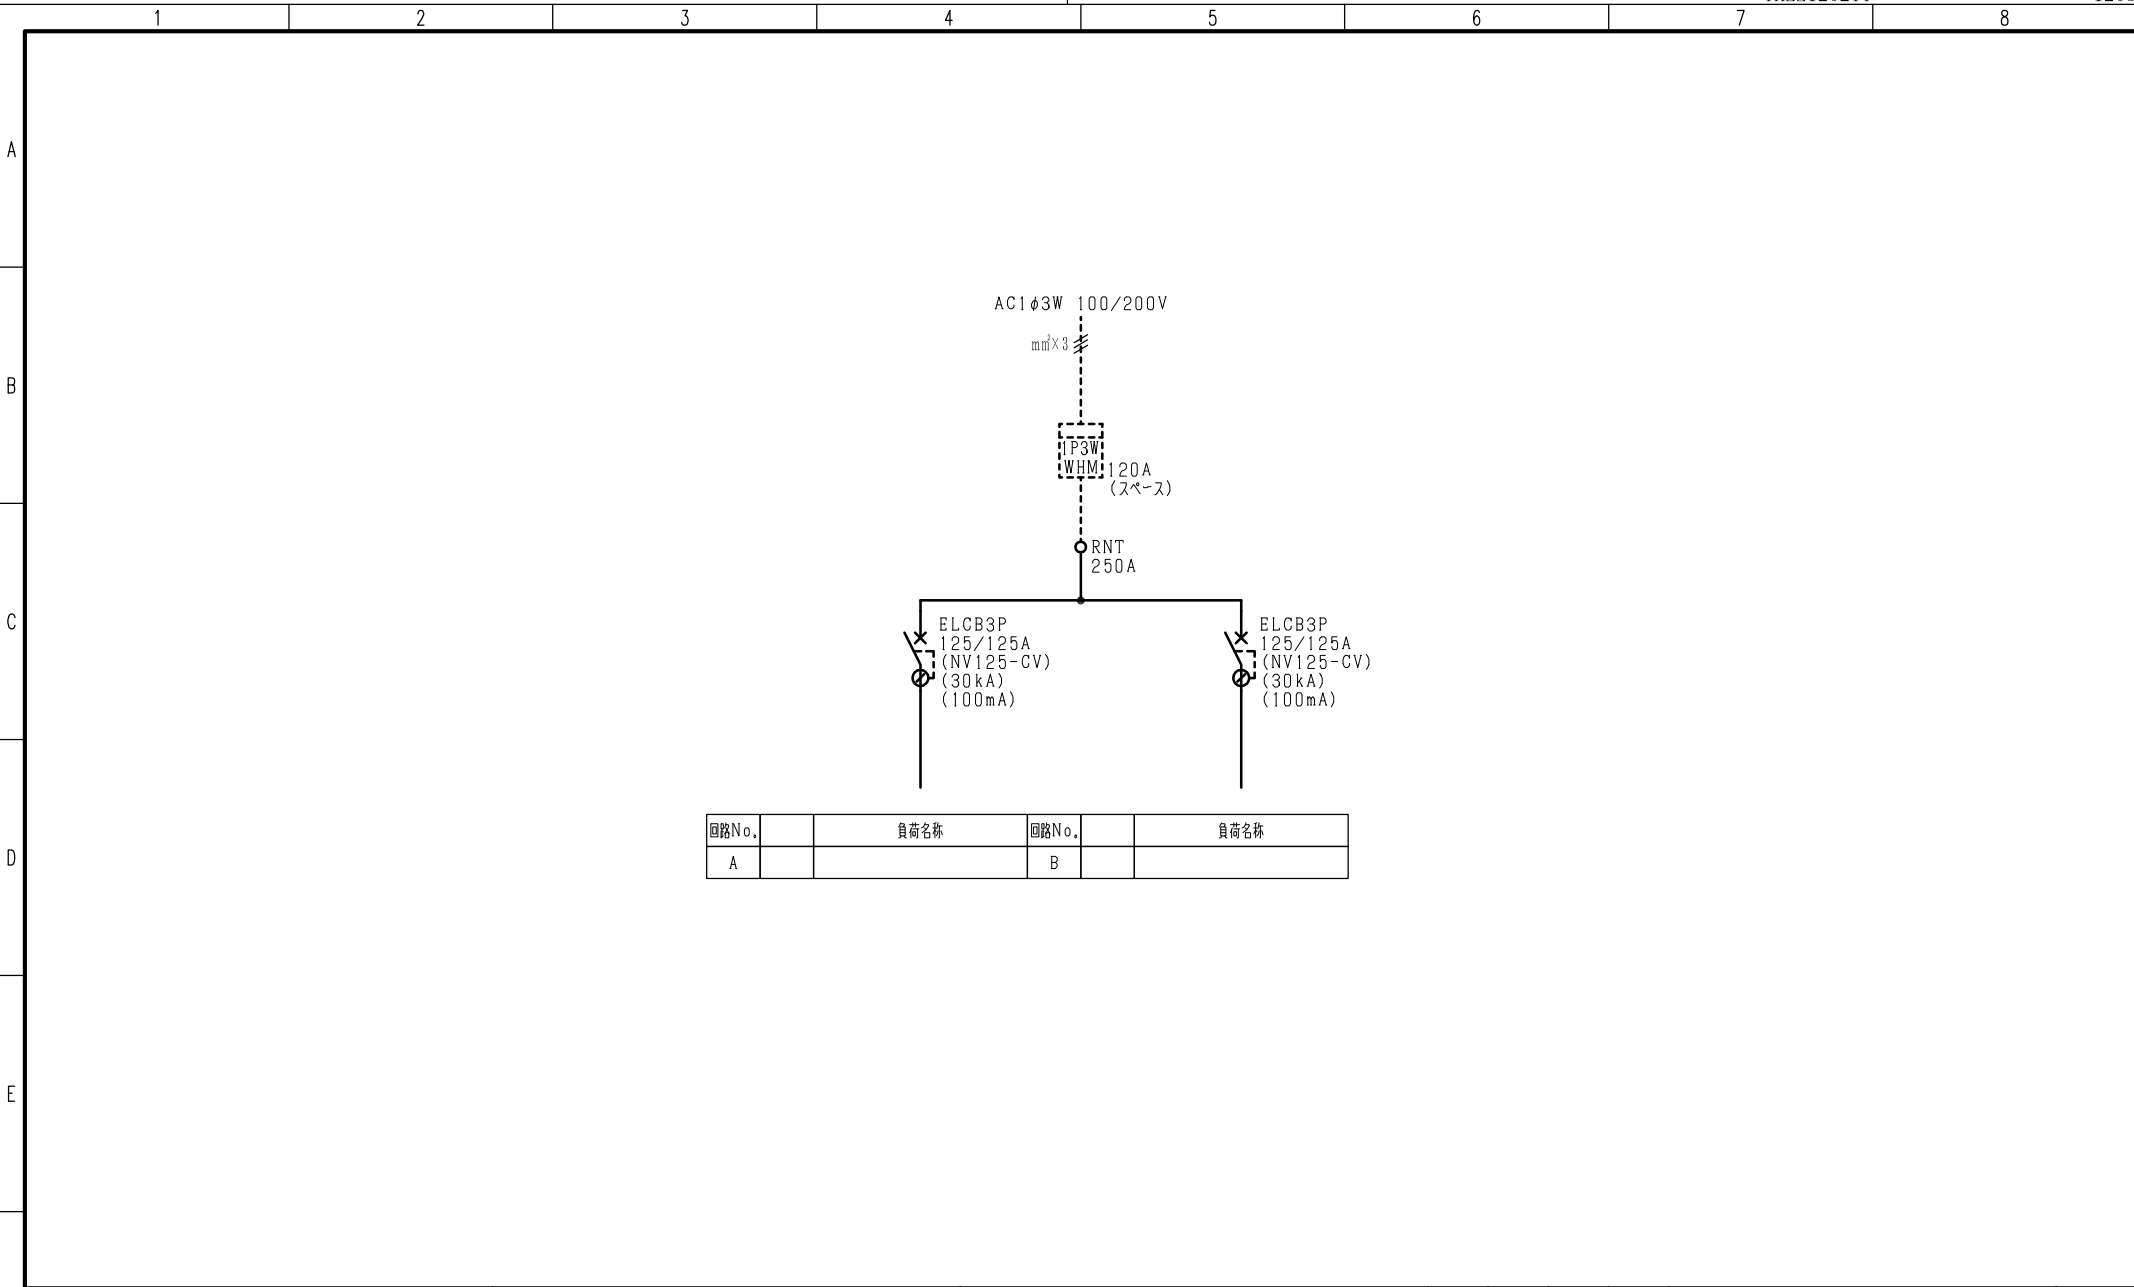 1 2 3 4 5 6 7 8
A
B
C
D
E
AC1φ3W 100/200V
mm²×3
1P3W
WHM
120A
(スペース)
RNT
250A
ELCB3P
125/125A
(NV125-CV)
(30kA)
(100mA)
ELCB3P
125/125A
(NV125-CV)
(30kA)
(100mA)
回路No. 負荷名称 回路No. 負荷名称
A B